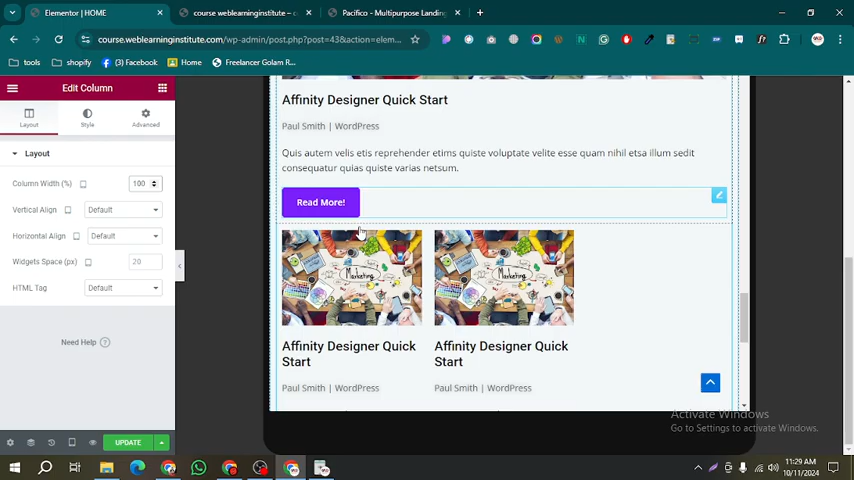 Elementor | HOME
course weblearninginstitute – c
Pacifico - Multipurpose Landin
course.weblearninginstitute.com/wp-admin/post.php?post=43&action=elem...
tools
shopify
(3) Facebook
Home
Freelancer Golam R...
Edit Column
Layout
Style
Advanced
Layout
Column Width (%)
100
Vertical Align
Default
Horizontal Align
Default
Widgets Space (px)
20
HTML Tag
Default
Need Help
UPDATE
Affinity Designer Quick Start
Paul Smith | WordPress
Quis autem velis etis reprehender etims quiste voluptate velite esse quam nihil etsa illum sedit
consequatur quias quiste varias netsum.
Read More!
Marketing
Marketing
Affinity Designer Quick
Start
Affinity Designer Quick
Start
Paul Smith | WordPress
Paul Smith | WordPress
Activate Windows
Go to Settings to activate Windows.
11:29 AM
10/11/2024